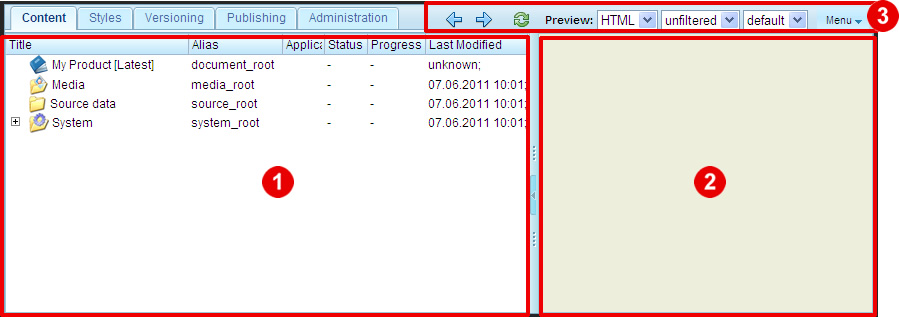 Content Styles Versioning Publishing Administration Preview: HTML unfiltered default Menu 3
Title Alias Applica Status Progress Last Modified
My Product [Latest] document_root - - unknown;
Media media_root - - 07.06.2011 10:01;
Source data source_root - - 07.06.2011 10:01;
System system_root - - 07.06.2011 10:01;
1 2